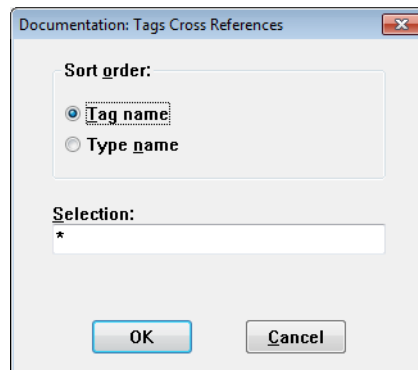 Documentation: Tags Cross References
Sort order:
Tag name
Type name
Selection:
*
OK
Cancel